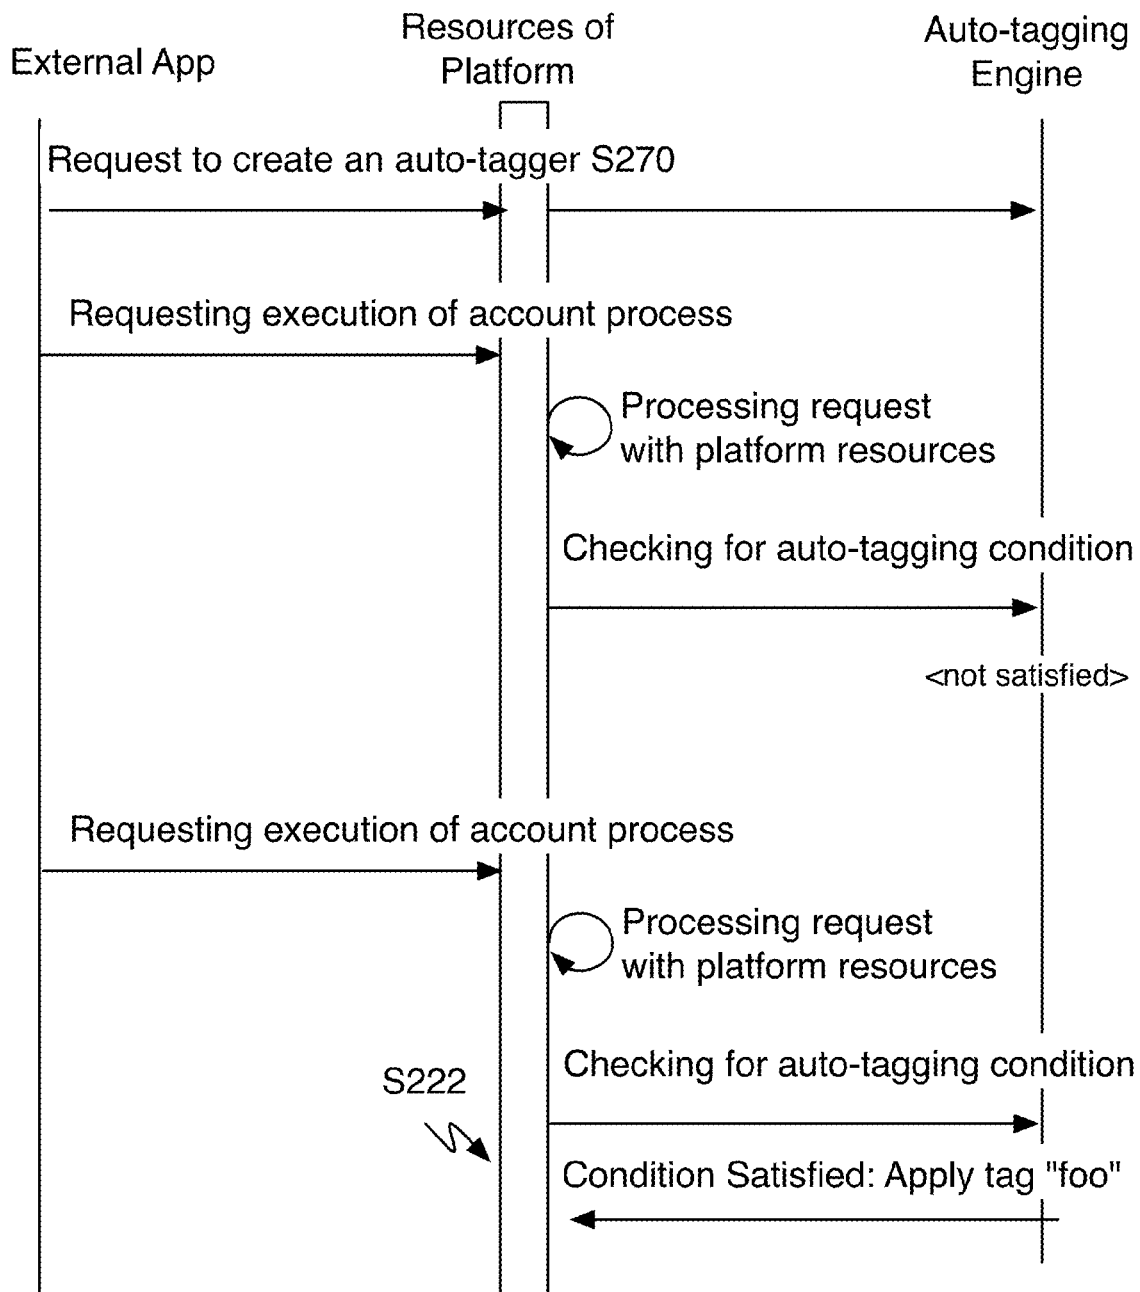 External App
Resources of
Platform
Auto-tagging
Engine
Request to create an auto-tagger S270
Requesting execution of account process
Processing request
with platform resources
Checking for auto-tagging condition
<not satisfied>
Requesting execution of account process
Processing request
with platform resources
Checking for auto-tagging condition
S222
Condition Satisfied: Apply tag "foo"